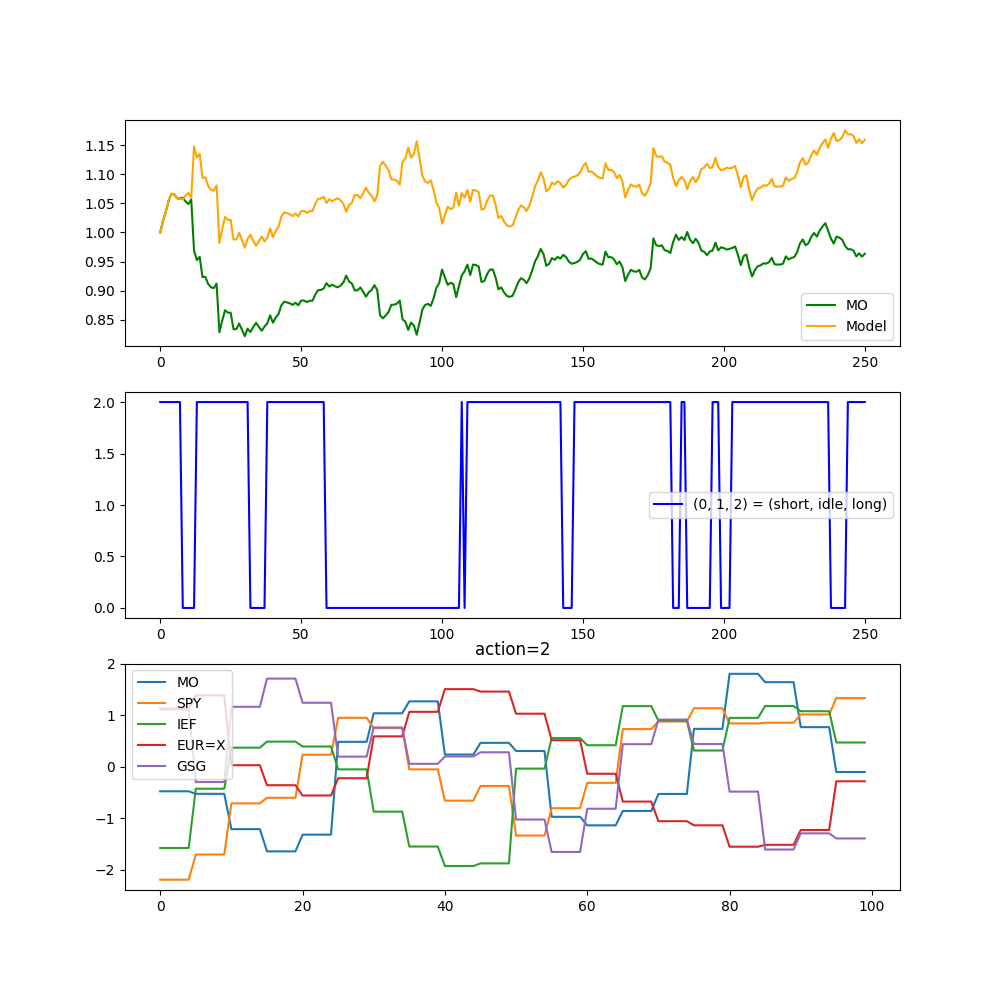 1.15
1.10
1.05
1.00
0.95
0.90
0.85
MO
Model
0 50 100 150 200 250
2.0
1.5
1.0
0.5
0.0
(0, 1, 2) = (short, idle, long)
0 50 100 150 200 250
action=2
2
1
0
−1
−2
MO
SPY
IEF
EUR=X
GSG
0 20 40 60 80 100